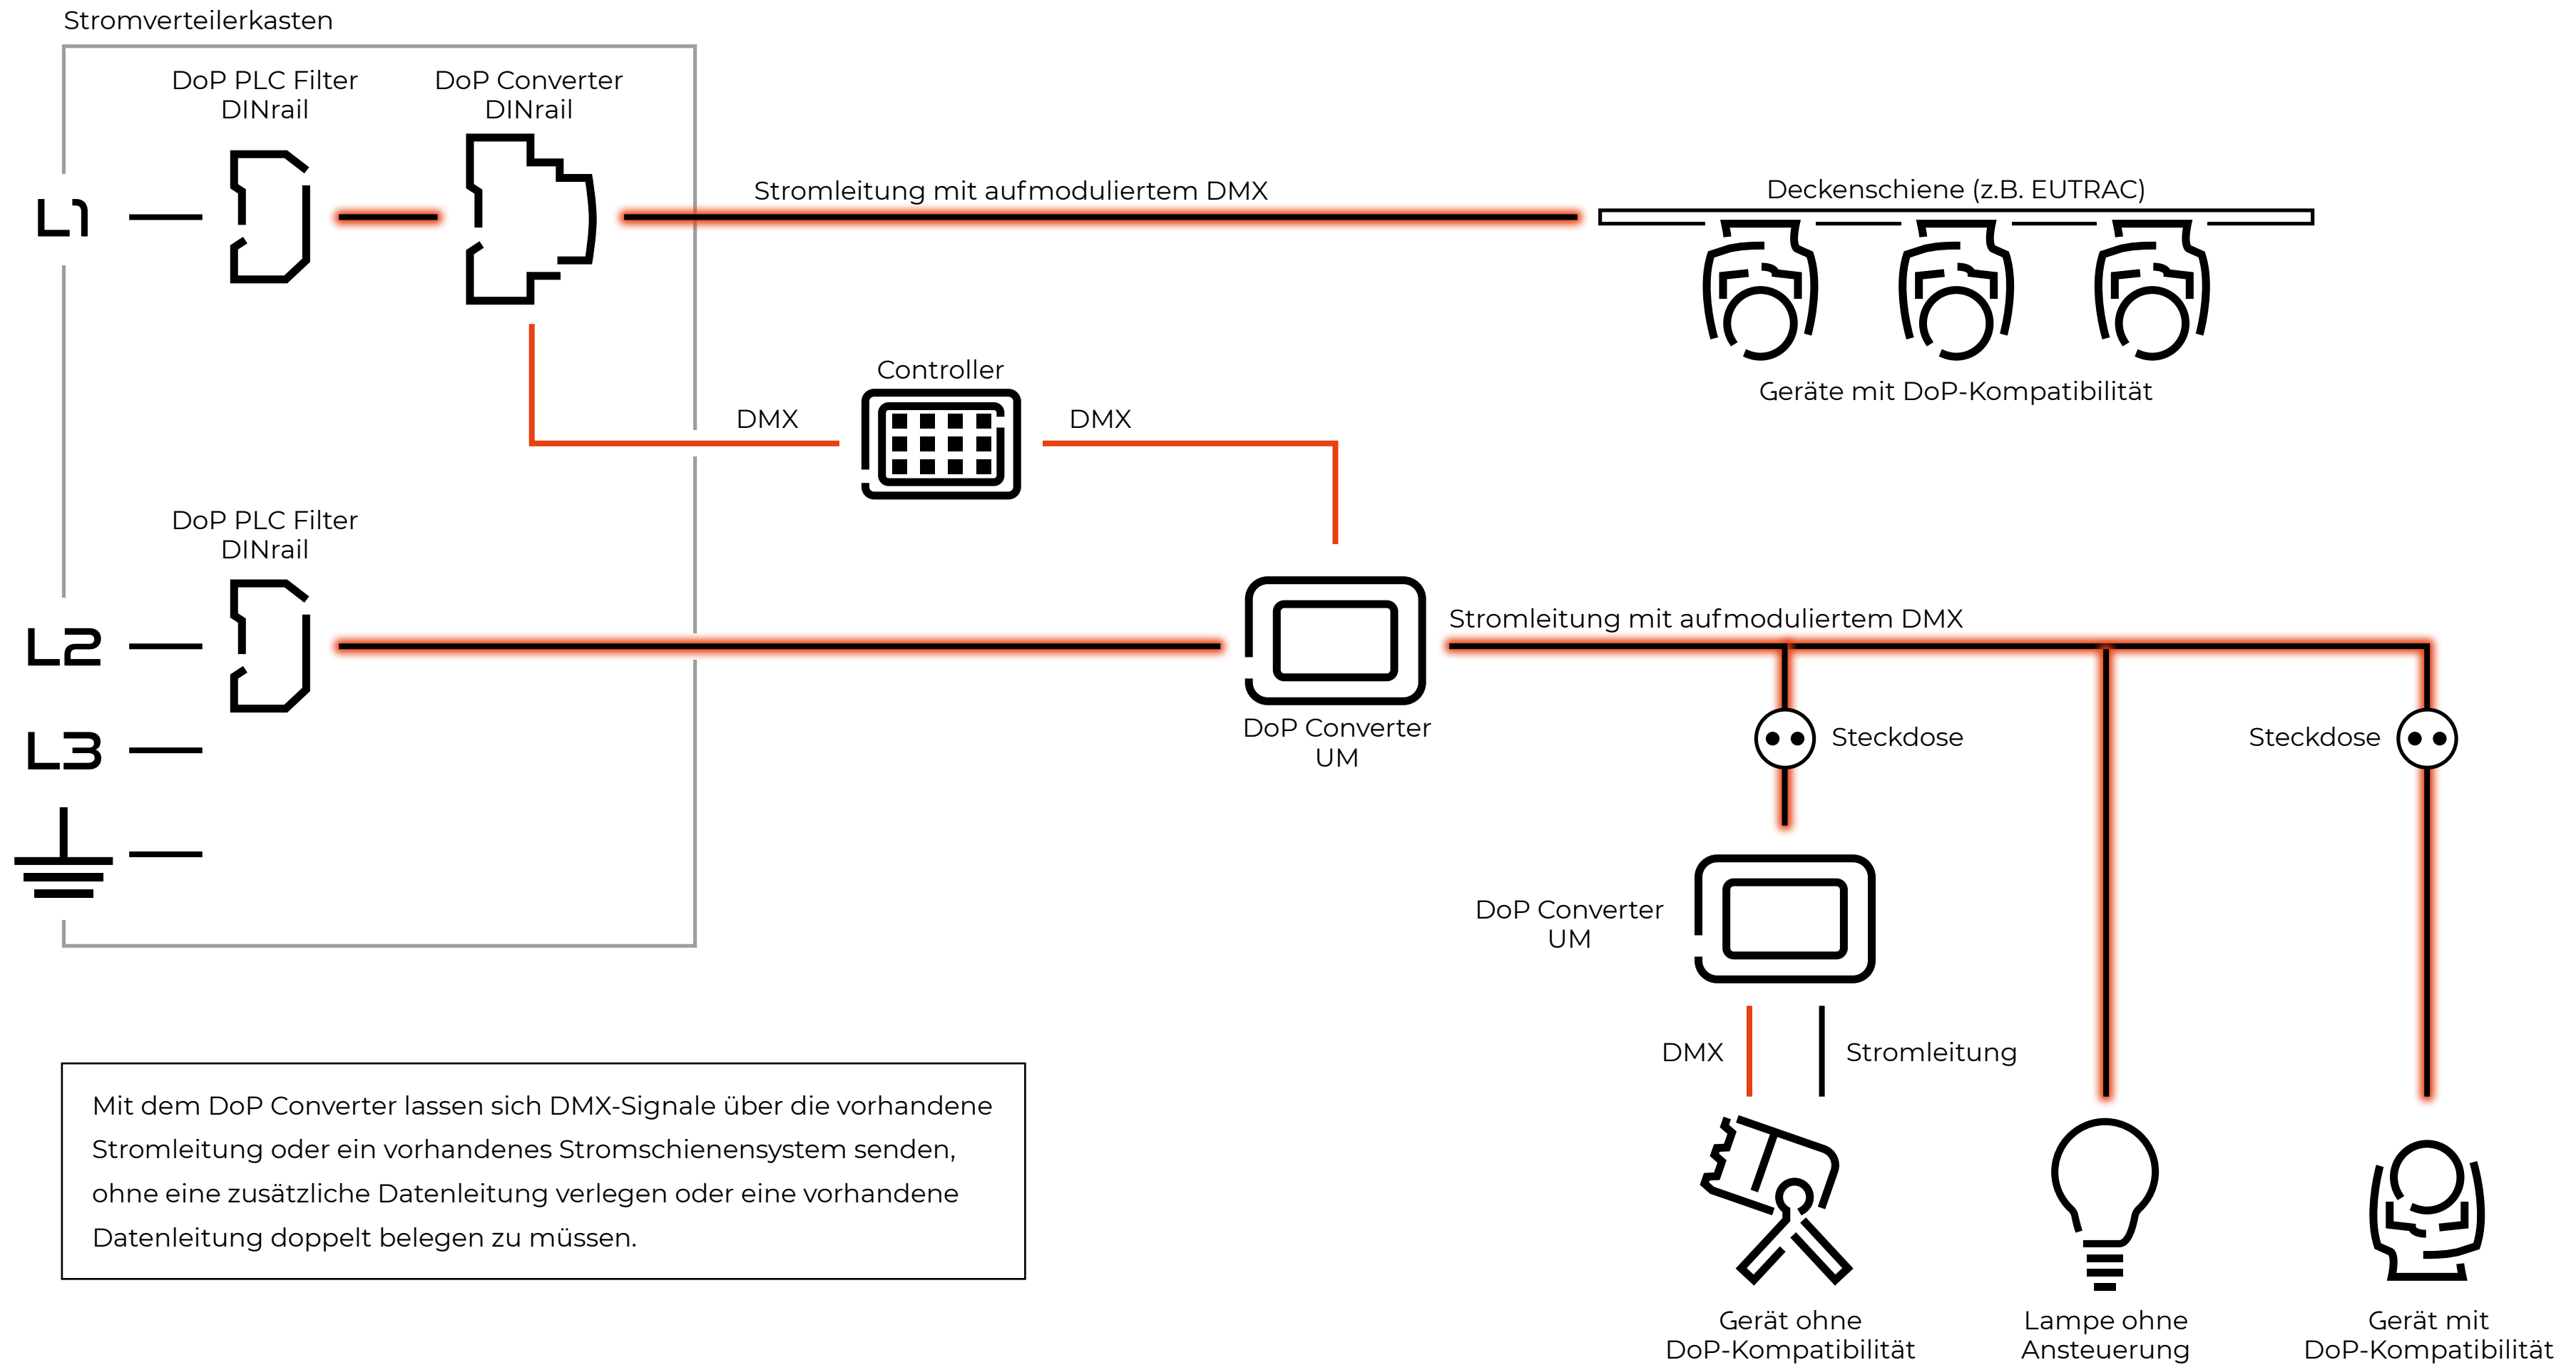 Stromverteilerkasten
DoP PLC Filter
DINrail
DoP Converter
DINrail
L1
Stromleitung mit aufmoduliertem DMX
Deckenschiene (z.B. EUTRAC)
Geräte mit DoP-Kompatibilität
Controller
DMX
DMX
DoP PLC Filter
DINrail
L2
Stromleitung mit aufmoduliertem DMX
DoP Converter
UM
L3
Steckdose
Steckdose
DoP Converter
UM
DMX
Stromleitung
Mit dem DoP Converter lassen sich DMX-Signale über die vorhandene
Stromleitung oder ein vorhandenes Stromschienensystem senden,
ohne eine zusätzliche Datenleitung verlegen oder eine vorhandene
Datenleitung doppelt belegen zu müssen.
Gerät ohne
DoP-Kompatibilität
Lampe ohne
Ansteuerung
Gerät mit
DoP-Kompatibilität